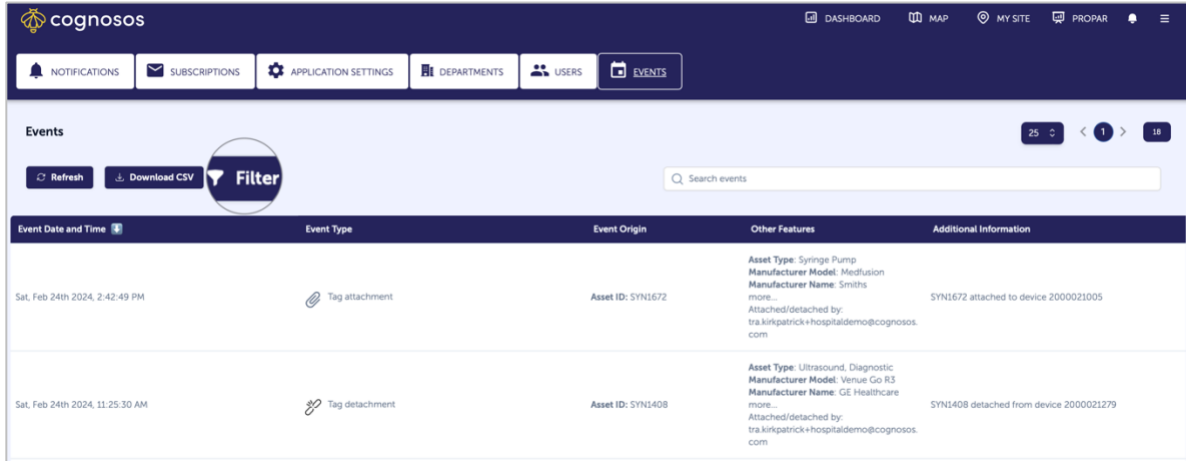 cognosos
DASHBOARD MAP MY SITE PROPAR
NOTIFICATIONS SUBSCRIPTIONS APPLICATION SETTINGS DEPARTMENTS USERS EVENTS
Events
25 1 18
Refresh Download CSV Filter Search events
Event Date and Time Event Type Event Origin Other Features Additional Information
Asset Type: Syringe Pump
Manufacturer Model: Medfusion
Manufacturer Name: Smiths
Sat, Feb 24th 2024, 2:42:49 PM Tag attachment Asset ID: SYN1672 more... SYN1672 attached to device 2000021005
Attached/detached by:
tra.kirkpatrick+hospitaldemo@cognosos.
com
Asset Type: Ultrasound, Diagnostic
Manufacturer Model: Venue Go R3
Manufacturer Name: GE Healthcare
Sat, Feb 24th 2024, 11:25:30 AM Tag detachment Asset ID: SYN1408 more... SYN1408 detached from device 2000021279
Attached/detached by:
tra.kirkpatrick+hospitaldemo@cognosos.
com